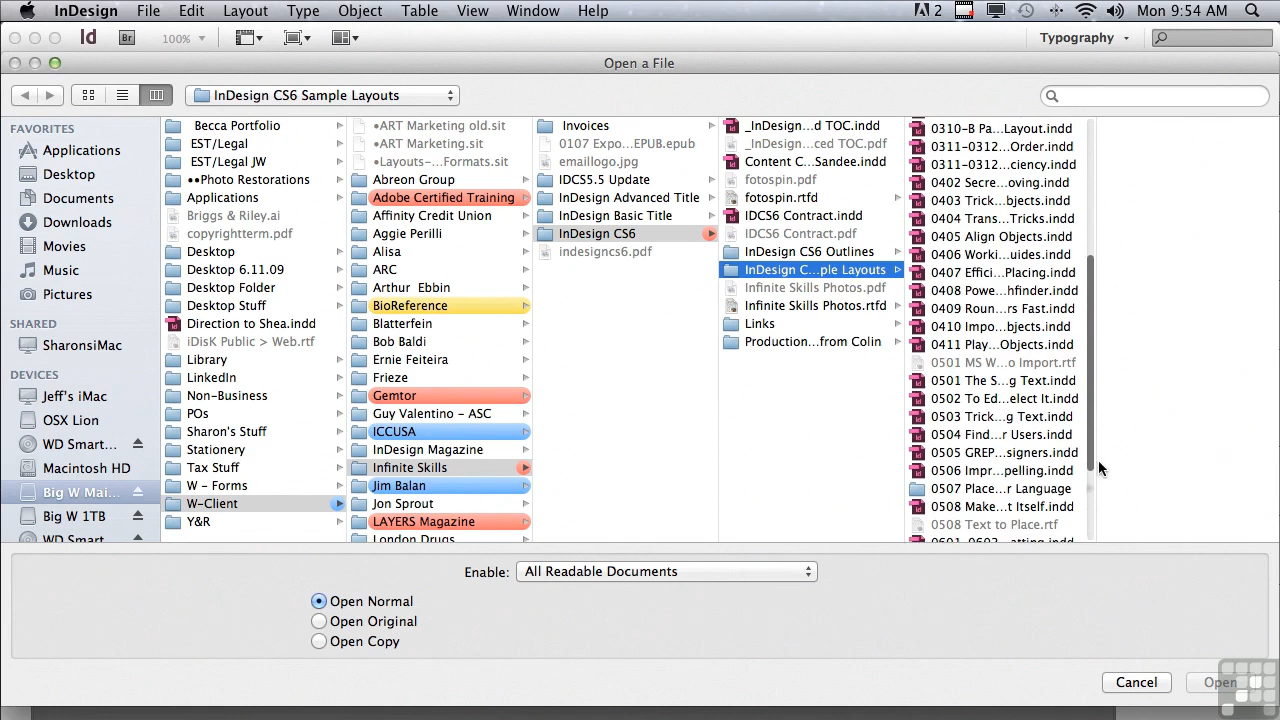 InDesign File Edit Layout Type Object Table View Window Help 2 Mon 9:54 AM
Id Br 100% Typography
Open a File
InDesign CS6 Sample Layouts
FAVORITES
Applications
Desktop
Documents
Downloads
Movies
Music
Pictures
SHARED
SharonsiMac
DEVICES
Jeff's iMac
OSX Lion
WD Smart...
Macintosh HD
Big W Mai...
Big W 1TB
WD Smart...
Becca Portfolio
EST/Legal
EST/Legal JW
••Photo Restorations
Applications
Briggs & Riley.ai
copyrightterm.pdf
Desktop
Desktop 6.11.09
Desktop Folder
Desktop Stuff
Direction to Shea.indd
iDisK Public > Web.rtf
Library
LinkedIn
Non-Business
POs
Sharon's Stuff
Stationery
Tax Stuff
W - Forms
W-Client
Y&R
•ART Marketing old.sit
•ART Marketing.sit
•Layouts-...Formats.sit
Abreon Group
Adobe Certified Training
Affinity Credit Union
Aggie Perilli
Alisa
ARC
Arthur Ebbin
BioReference
Blatterfein
Bob Baldi
Ernie Feiteira
Frieze
Gemtor
Guy Valentino - ASC
ICCUSA
InDesign Magazine
Infinite Skills
Jim Balan
Jon Sprout
LAYERS Magazine
London Drugs
Invoices
0107 Expo...EPUB.epub
emaillogo.jpg
IDCS5.5 Update
InDesign Advanced Title
InDesign Basic Title
InDesign CS6
indesigncs6.pdf
_InDesign...d TOC.indd
_InDesign...ced TOC.pdf
Content C...Sandee.indd
fotospin.pdf
fotospin.rtfd
IDCS6 Contract.indd
IDCS6 Contract.pdf
InDesign CS6 Outlines
InDesign C...ple Layouts
Infinite Skills Photos.pdf
Infinite Skills Photos.rtfd
Links
Production...from Colin
0310-B Pa...Layout.indd
0311-0312...Order.indd
0311-0312...ciency.indd
0402 Secre...oving.indd
0403 Trick...bjects.indd
0404 Trans...Tricks.indd
0405 Align Objects.indd
0406 Worki...uides.indd
0407 Effici...Placing.indd
0408 Powe...hfinder.indd
0409 Roun...rs Fast.indd
0410 Impo...bjects.indd
0411 Play...Objects.indd
0501 MS W...o Import.rtf
0501 The S...g Text.indd
0502 To Ed...elect It.indd
0503 Trick...g Text.indd
0504 Find...r Users.indd
0505 GREP...signers.indd
0506 Impr...pelling.indd
0507 Place...r Language
0508 Make...t Itself.indd
0508 Text to Place.rtf
0601-0602...atting.indd
Enable: All Readable Documents
Open Normal
Open Original
Open Copy
Cancel Open